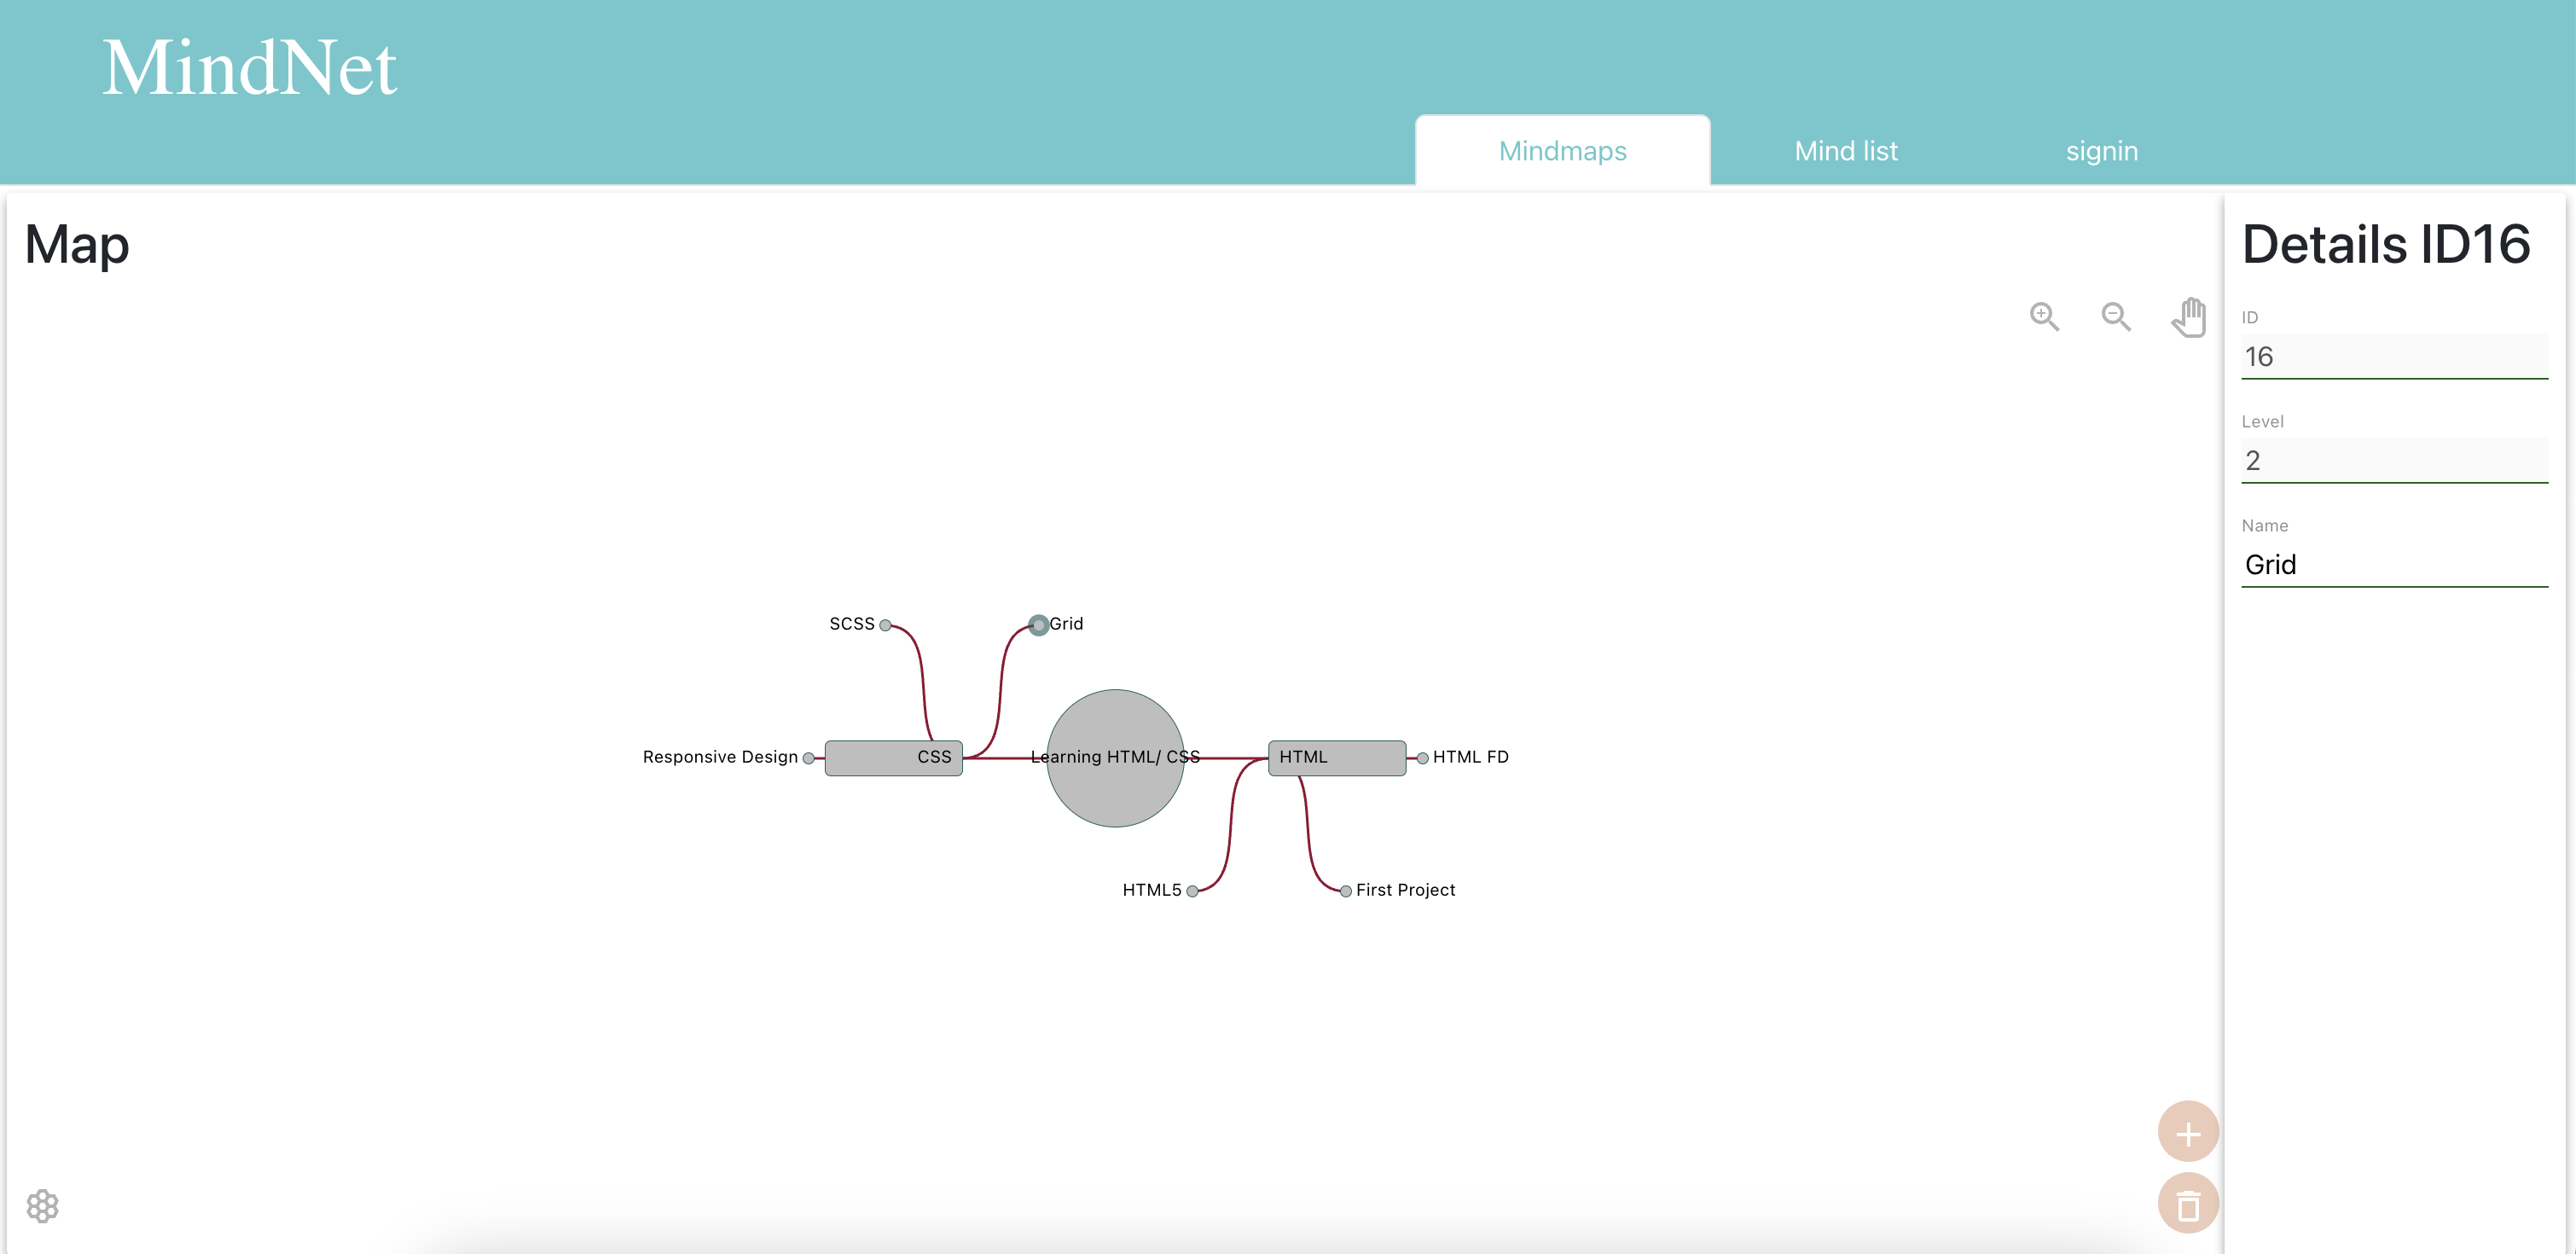 MindNet
Mindmaps
Mind list
signin
Map
Details ID16
ID
16
Level
2
Name
Grid
SCSS
Grid
Responsive Design
CSS
Learning HTML/ CSS
HTML
HTML FD
HTML5
First Project